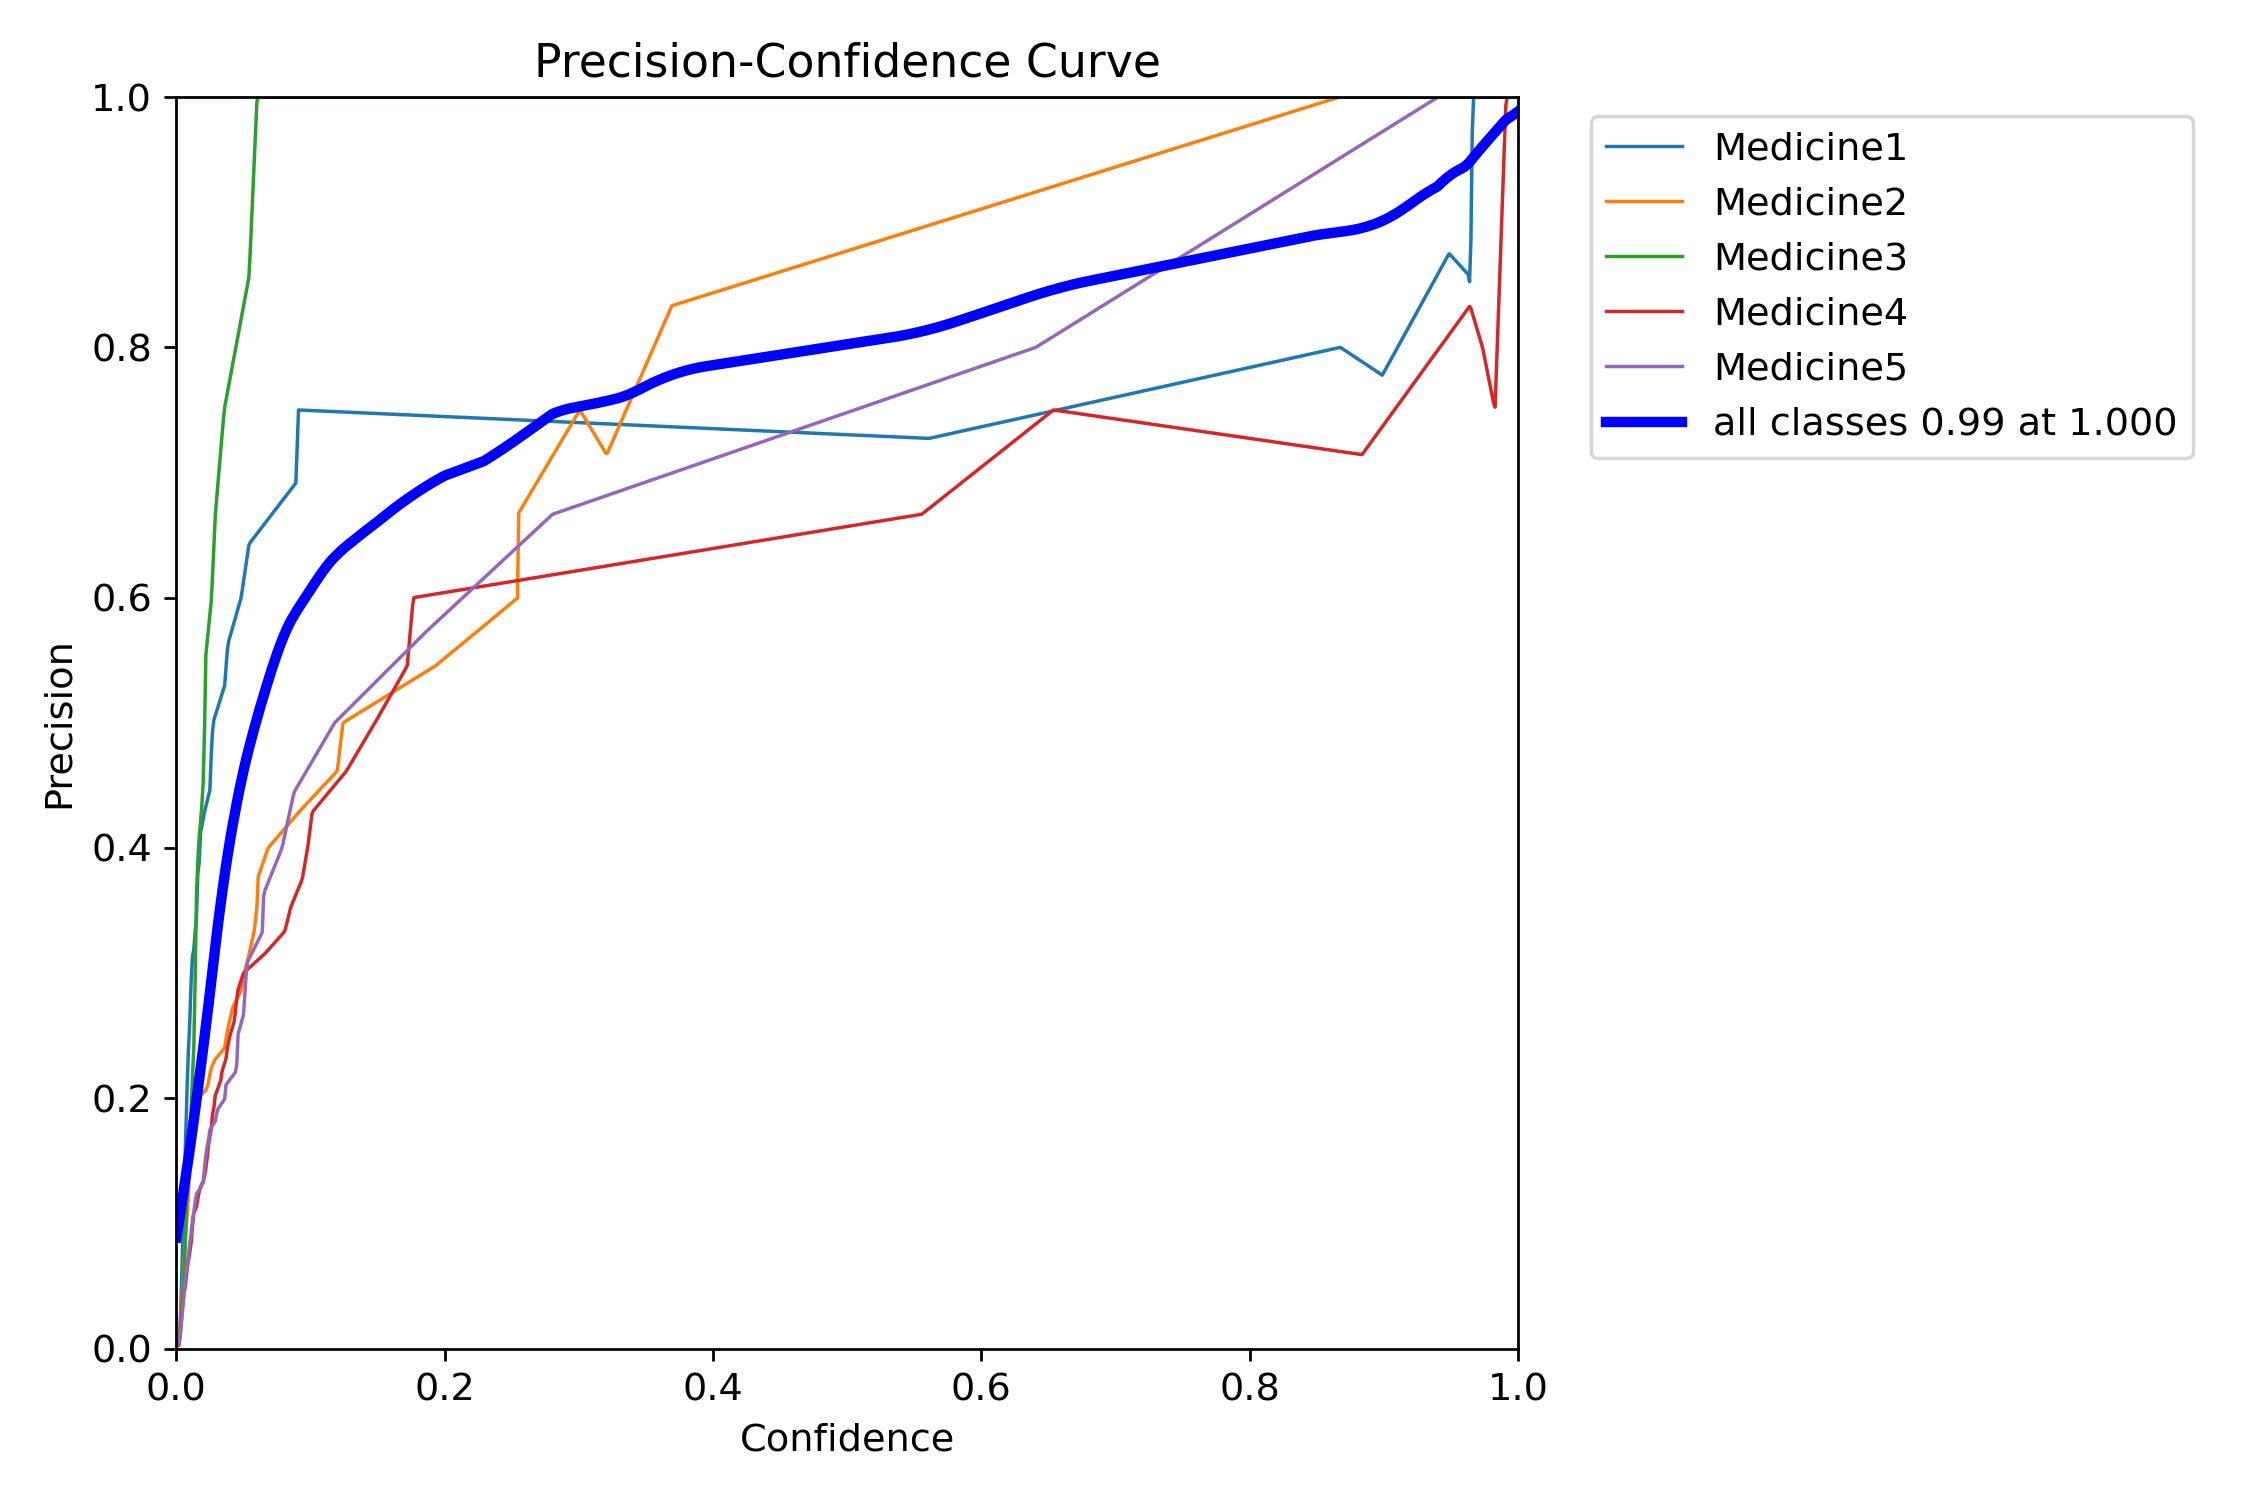 Precision-Confidence Curve
1.0
0.8
0.6
0.4
0.2
0.0
Precision
0.0 0.2 0.4 0.6 0.8 1.0
Confidence
Medicine1
Medicine2
Medicine3
Medicine4
Medicine5
all classes 0.99 at 1.000